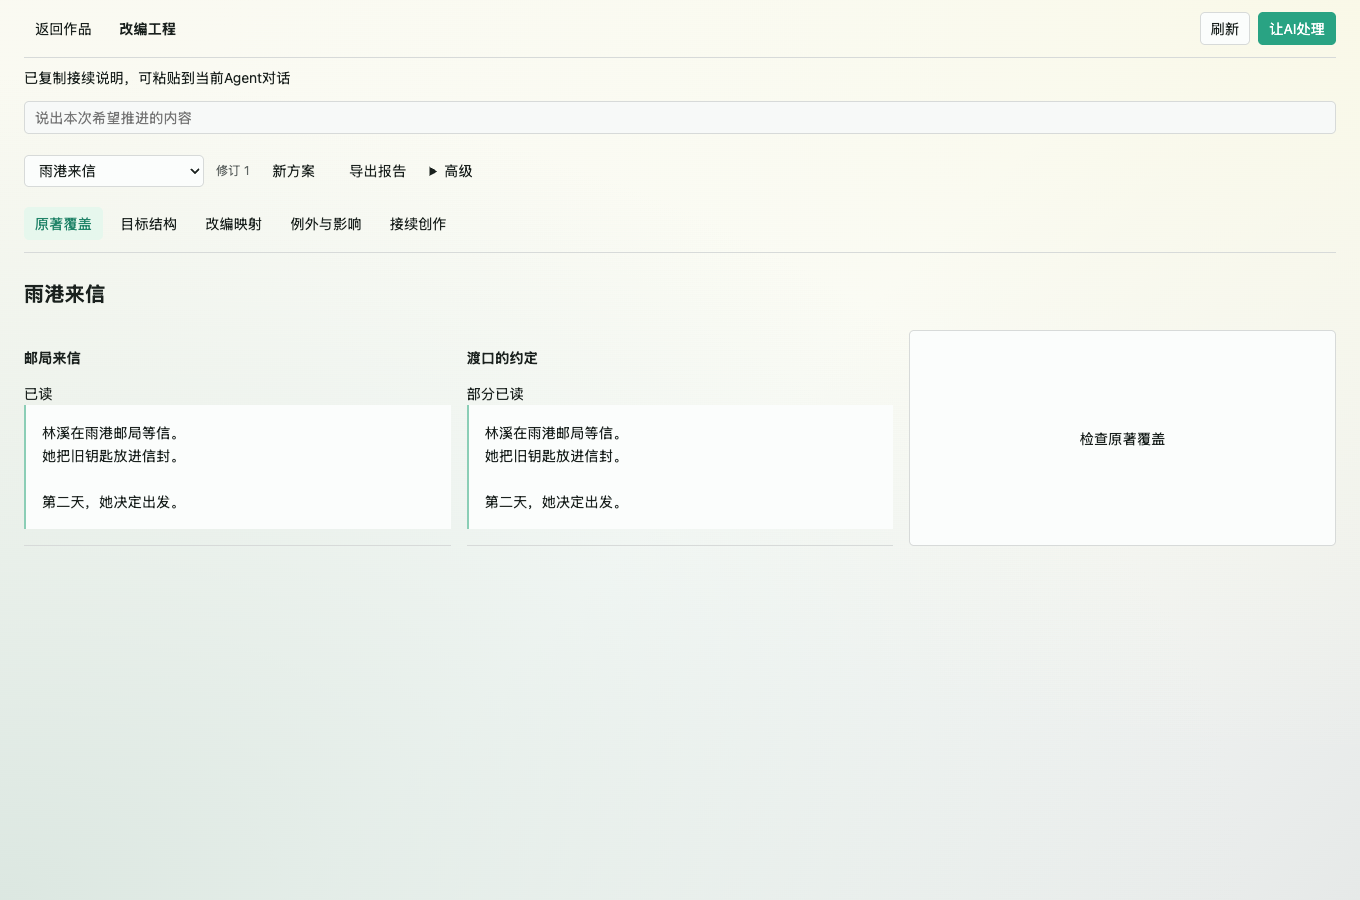 返回作品
改编工程
刷新
让AI处理
已复制接续说明，可粘贴到当前Agent对话
说出本次希望推进的内容
雨港来信
修订 1
新方案
导出报告
▶ 高级
原著覆盖
目标结构
改编映射
例外与影响
接续创作
雨港来信
邮局来信
已读
林溪在雨港邮局等信。
她把旧钥匙放进信封。
第二天，她决定出发。
渡口的约定
部分已读
林溪在雨港邮局等信。
她把旧钥匙放进信封。
第二天，她决定出发。
检查原著覆盖